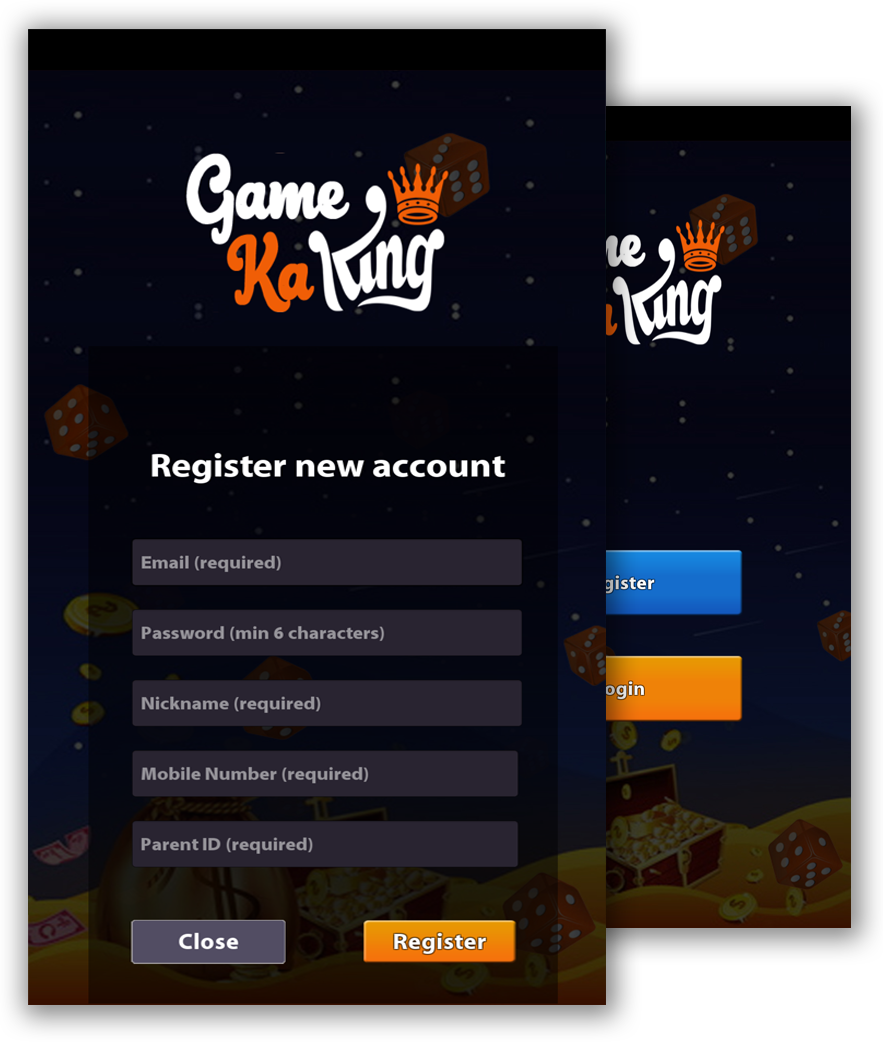 Game
Ka King
Register new account
Email (required)
Password (min 6 characters)
Nickname (required)
Mobile Number (required)
Parent ID (required)
Close
Register
me
King
gister
ogin